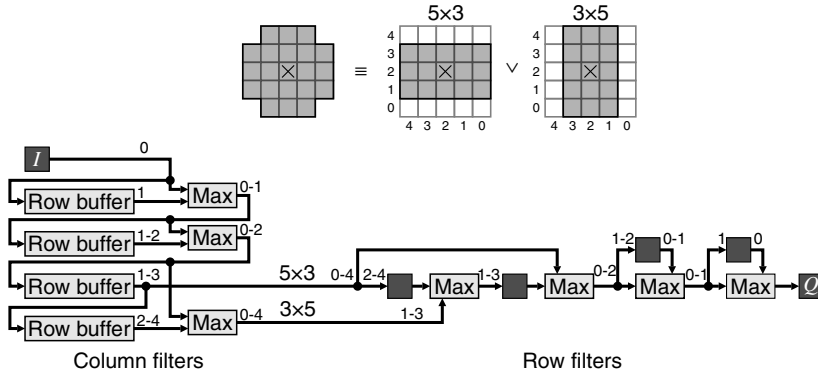 5×3 3×5
4 4
3 3
2 × ≡ 2 × ∨ 2 ×
1 1
0 0
4 3 2 1 0 4 3 2 1 0
I 0
Row buffer 1 Max 0-1
Row buffer 1-2 Max 0-2
1-2 0-1 1 0
Row buffer 1-3 5×3 0-4 2-4 Max 1-3 Max 0-2 Max 0-1 Max Q
Row buffer 2-4 Max 0-4 3×5 1-3
Column filters Row filters